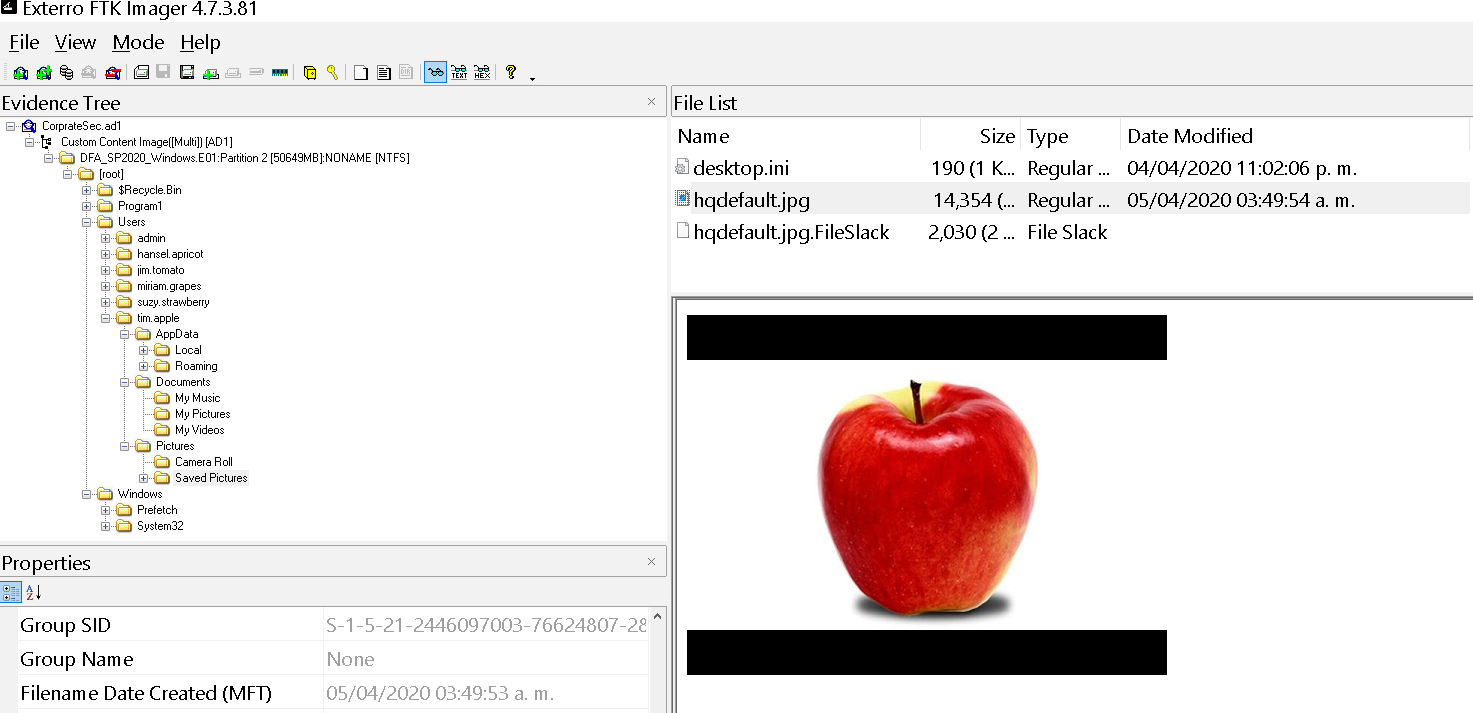 Exterro FTK Imager 4.7.3.81
File View Mode Help
TEXT HEX
Evidence Tree
CorprateSec.ad1
Custom Content Image([Multi]) [AD1]
DFA_SP2020_Windows.E01:Partition 2 [50649MB]:NONAME [NTFS]
[root]
$Recycle.Bin
Program1
Users
admin
hansel.apricot
jim.tomato
miriam.grapes
suzy.strawberry
tim.apple
AppData
Local
Roaming
Documents
My Music
My Pictures
My Videos
Pictures
Camera Roll
Saved Pictures
Windows
Prefetch
System32
Properties
A
Z
Group SID S-1-5-21-2446097003-76624807-28
Group Name None
Filename Date Created (MFT) 05/04/2020 03:49:53 a. m.
File List
Name Size Type Date Modified
desktop.ini 190 (1 K... Regular ... 04/04/2020 11:02:06 p. m.
hqdefault.jpg 14,354 (... Regular ... 05/04/2020 03:49:54 a. m.
hqdefault.jpg.FileSlack 2,030 (2 ... File Slack